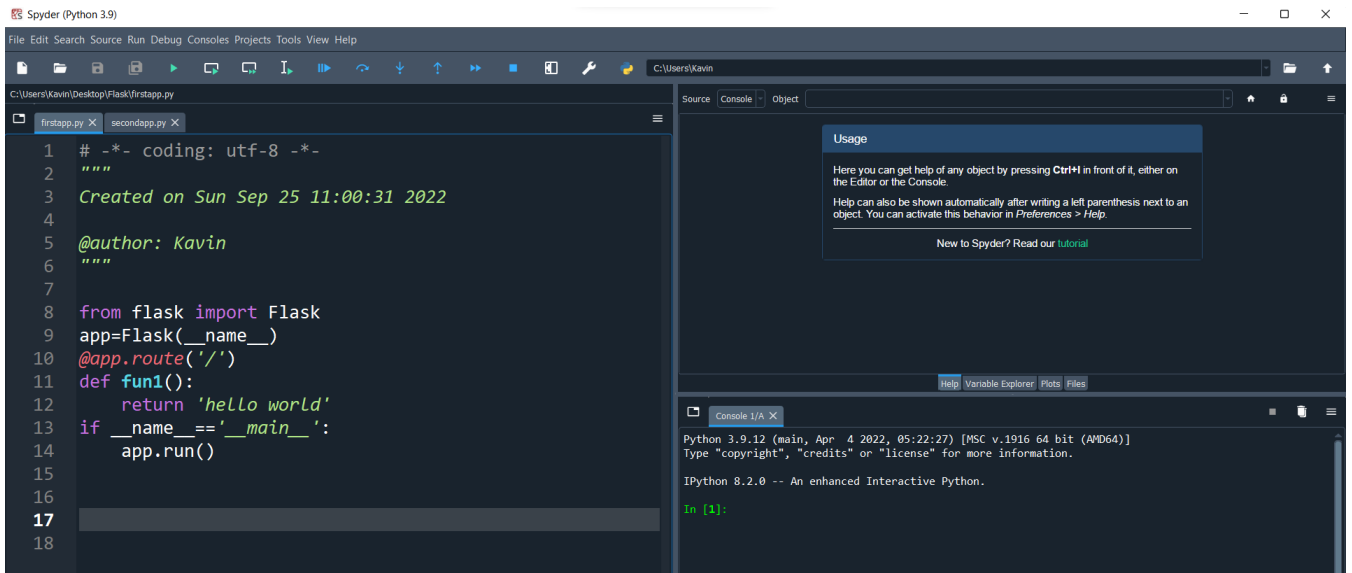 Spyder (Python 3.9)
File Edit Search Source Run Debug Consoles Projects Tools View Help
C:\Users\Kavin
C:\Users\Kavin\Desktop\Flask\firstapp.py
firstapp.py secondapp.py
1 # -*- coding: utf-8 -*-
2 """
3 Created on Sun Sep 25 11:00:31 2022
4
5 @author: Kavin
6 """
7
8 from flask import Flask
9 app=Flask(__name__)
10 @app.route('/')
11 def fun1():
12     return 'hello world'
13 if __name__=='__main__':
14     app.run()
15
16
17
18
Source Console Object
Usage
Here you can get help of any object by pressing Ctrl+I in front of it, either on
the Editor or the Console.
Help can also be shown automatically after writing a left parenthesis next to an
object. You can activate this behavior in Preferences > Help.
New to Spyder? Read our tutorial
Help Variable Explorer Plots Files
Console 1/A
Python 3.9.12 (main, Apr  4 2022, 05:22:27) [MSC v.1916 64 bit (AMD64)]
Type "copyright", "credits" or "license" for more information.
IPython 8.2.0 -- An enhanced Interactive Python.
In [1]: